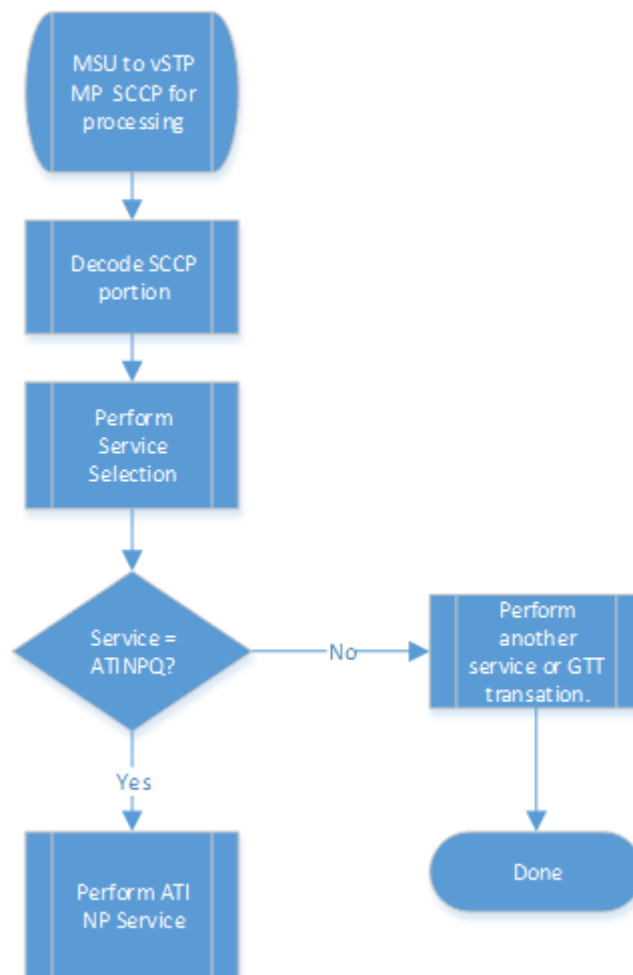 MSU to vSTP
MP SCCP for
processing
Decode SCCP
portion
Perform
Service
Selection
Service =
ATINPQ?
No
Perform
another
service or GTT
transation.
Yes
Perform ATI
NP Service
Done